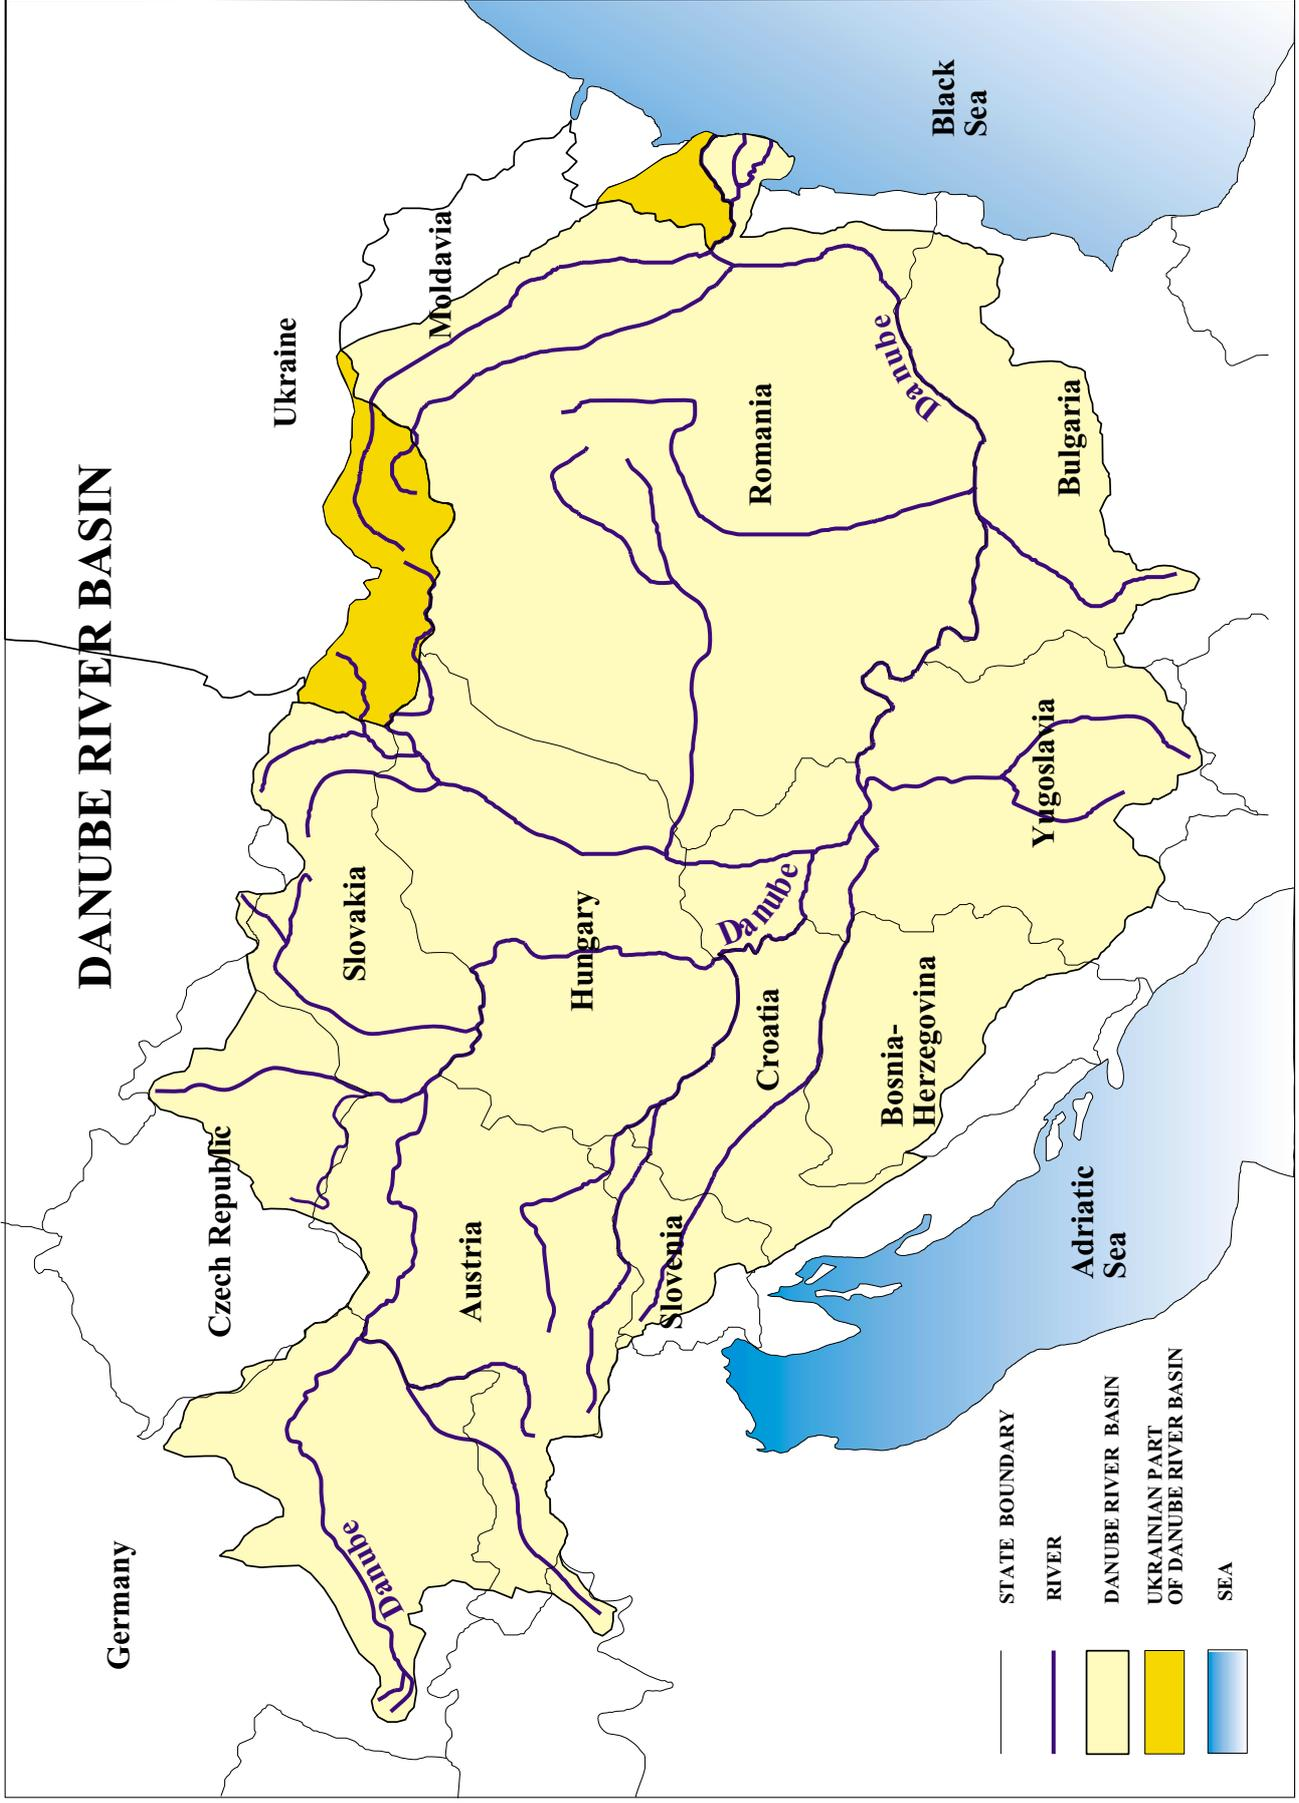 DANUBE RIVER BASIN
Germany
Czech Republic
Ukraine
Slovakia
Moldavia
Danube
Austria
Hungary
Slovenia
Croatia
Danube
Romania
Danube
Bosnia-
Herzegovina
Black
Sea
Yugoslavia
Bulgaria
Adriatic
Sea
STATE BOUNDARY
RIVER
DANUBE RIVER BASIN
UKRAINIAN PART
OF DANUBE RIVER BASIN
SEA